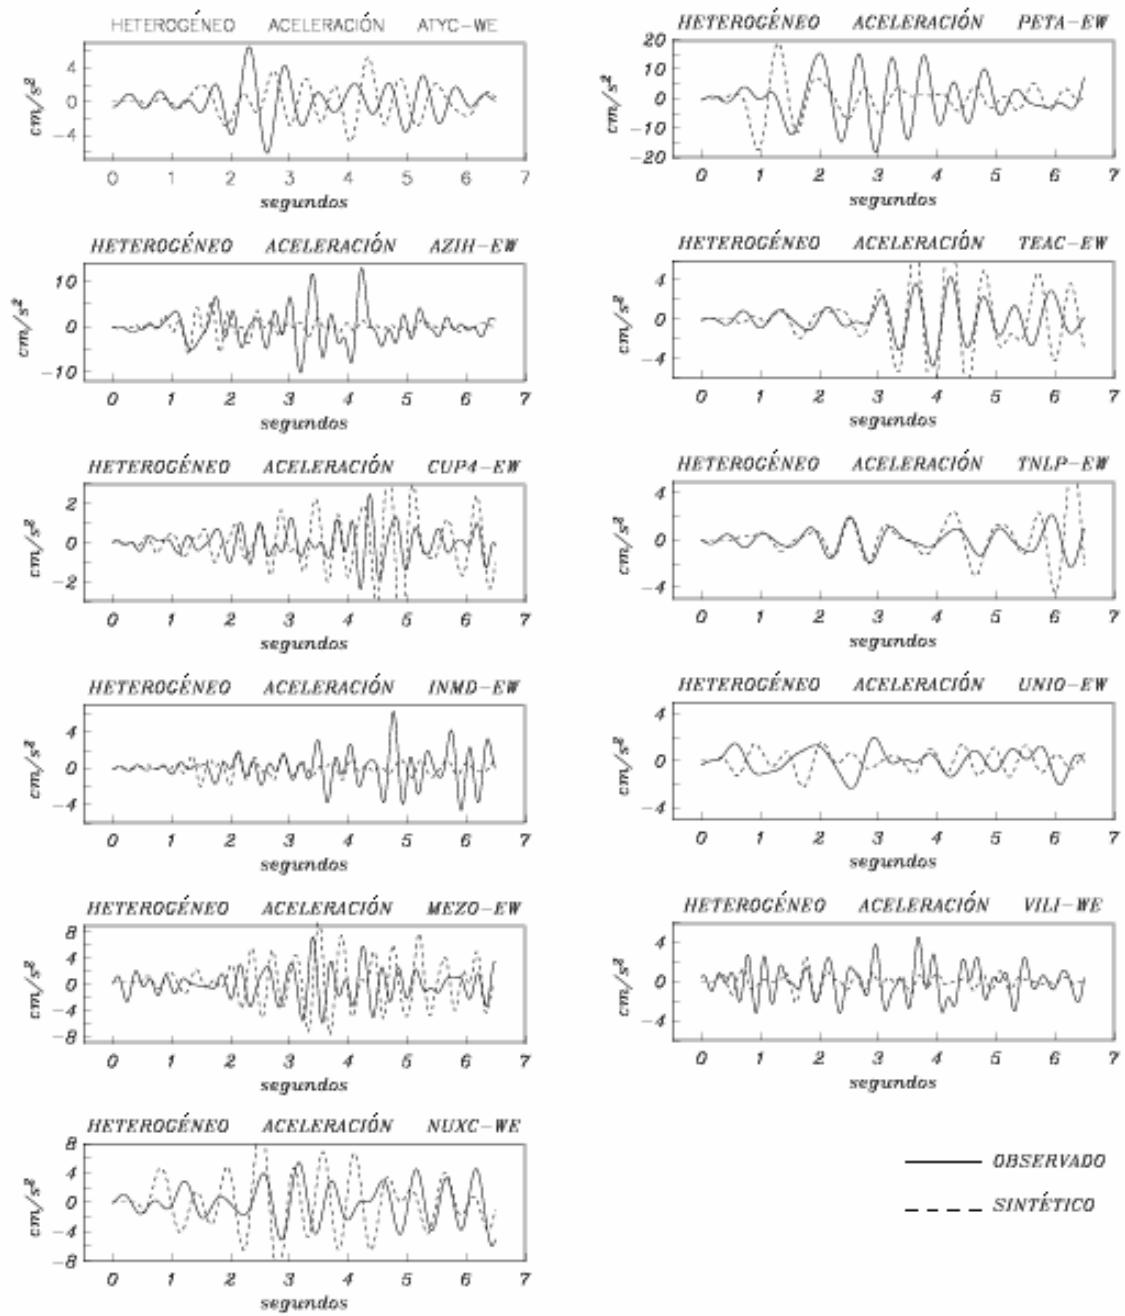 HETEROGÉNEO ACELERACIÓN ATYC-WE
4
0
-4
cm/s²
0 1 2 3 4 5 6 7
segundos
HETEROGÉNEO ACELERACIÓN AZIH-EW
10
0
-10
cm/s²
0 1 2 3 4 5 6 7
segundos
HETEROGÉNEO ACELERACIÓN CUP4-EW
2
0
-2
cm/s²
0 1 2 3 4 5 6 7
segundos
HETEROGÉNEO ACELERACIÓN INMD-EW
4
0
-4
cm/s²
0 1 2 3 4 5 6 7
segundos
HETEROGÉNEO ACELERACIÓN MEZO-EW
8
4
0
-4
-8
cm/s²
0 1 2 3 4 5 6 7
segundos
HETEROGÉNEO ACELERACIÓN NUXC-WE
8
4
0
-4
-8
cm/s²
0 1 2 3 4 5 6 7
segundos
HETEROGÉNEO ACELERACIÓN PETA-EW
20
10
0
-10
-20
cm/s²
0 1 2 3 4 5 6 7
segundos
HETEROGÉNEO ACELERACIÓN TEAC-EW
4
0
-4
cm/s²
0 1 2 3 4 5 6 7
segundos
HETEROGÉNEO ACELERACIÓN TNLP-EW
4
0
-4
cm/s²
0 1 2 3 4 5 6 7
segundos
HETEROGÉNEO ACELERACIÓN UNIO-EW
4
0
-4
cm/s²
0 1 2 3 4 5 6 7
segundos
HETEROGÉNEO ACELERACIÓN VILI-WE
4
0
-4
cm/s²
0 1 2 3 4 5 6 7
segundos
OBSERVADO
SINTÉTICO